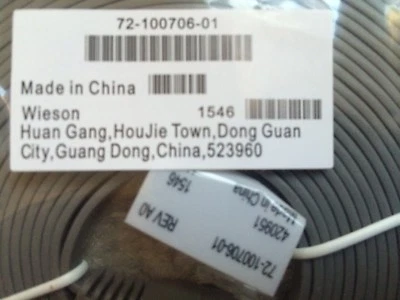 72-100706-01
Made in China
Wieson 1546
Huan Gang,HouJie Town,Dong Guan
City,Guang Dong,China,523960
72-100706-01
REV A0
420951
Made in China
1546